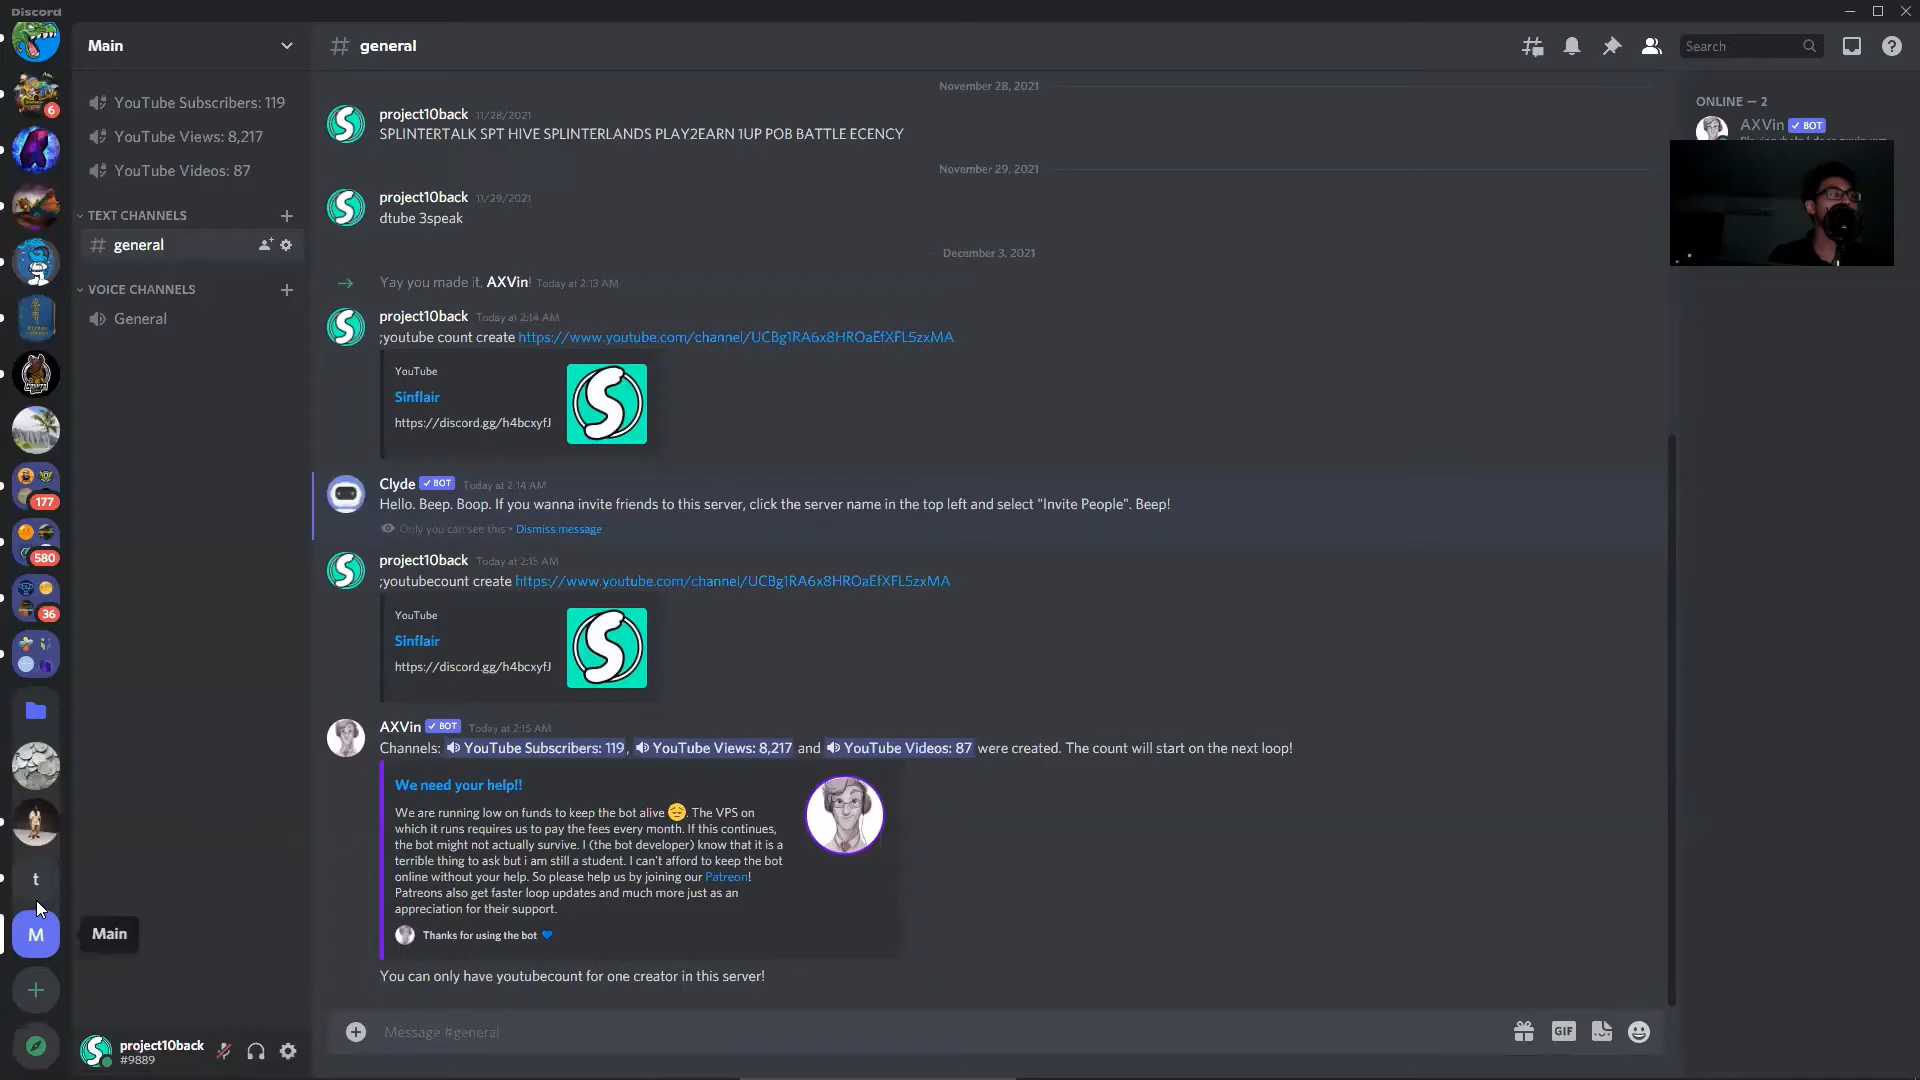 Discord
Main
general
Search
YouTube Subscribers: 119
YouTube Views: 8,217
YouTube Videos: 87
TEXT CHANNELS
general
VOICE CHANNELS
General
6
177
580
36
t
M
Main
project10back
#9889
November 28, 2021
project10back 11/28/2021
SPLINTERTALK SPT HIVE SPLINTERLANDS PLAY2EARN 1UP POB BATTLE ECENCY
November 29, 2021
project10back 11/29/2021
dtube 3speak
December 3, 2021
Yay you made it, AXVin! Today at 2:13 AM
project10back Today at 2:14 AM
;youtube count create https://www.youtube.com/channel/UCBg1RA6x8HROaEfXFL5zxMA
YouTube
Sinflair
https://discord.gg/h4bcxyfJ
Clyde BOT Today at 2:14 AM
Hello. Beep. Boop. If you wanna invite friends to this server, click the server name in the top left and select "Invite People". Beep!
Only you can see this • Dismiss message
project10back Today at 2:15 AM
;youtubecount create https://www.youtube.com/channel/UCBg1RA6x8HROaEfXFL5zxMA
YouTube
Sinflair
https://discord.gg/h4bcxyfJ
AXVin BOT Today at 2:15 AM
Channels: YouTube Subscribers: 119, YouTube Views: 8,217 and YouTube Videos: 87 were created. The count will start on the next loop!
We need your help!!
We are running low on funds to keep the bot alive. The VPS on
which it runs requires us to pay the fees every month. If this continues,
the bot might not actually survive. I (the bot developer) know that it is a
terrible thing to ask but i am still a student. I can't afford to keep the bot
online without your help. So please help us by joining our Patreon!
Patreons also get faster loop updates and much more just as an
appreciation for their support.
Thanks for using the bot
You can only have youtubecount for one creator in this server!
Message #general
GIF
ONLINE — 2
AXVin BOT